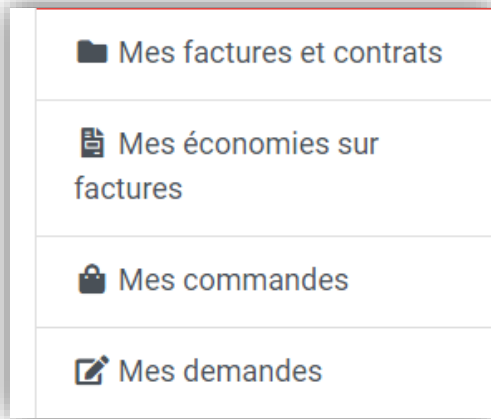 Mes factures et contrats
Mes économies sur
factures
Mes commandes
Mes demandes